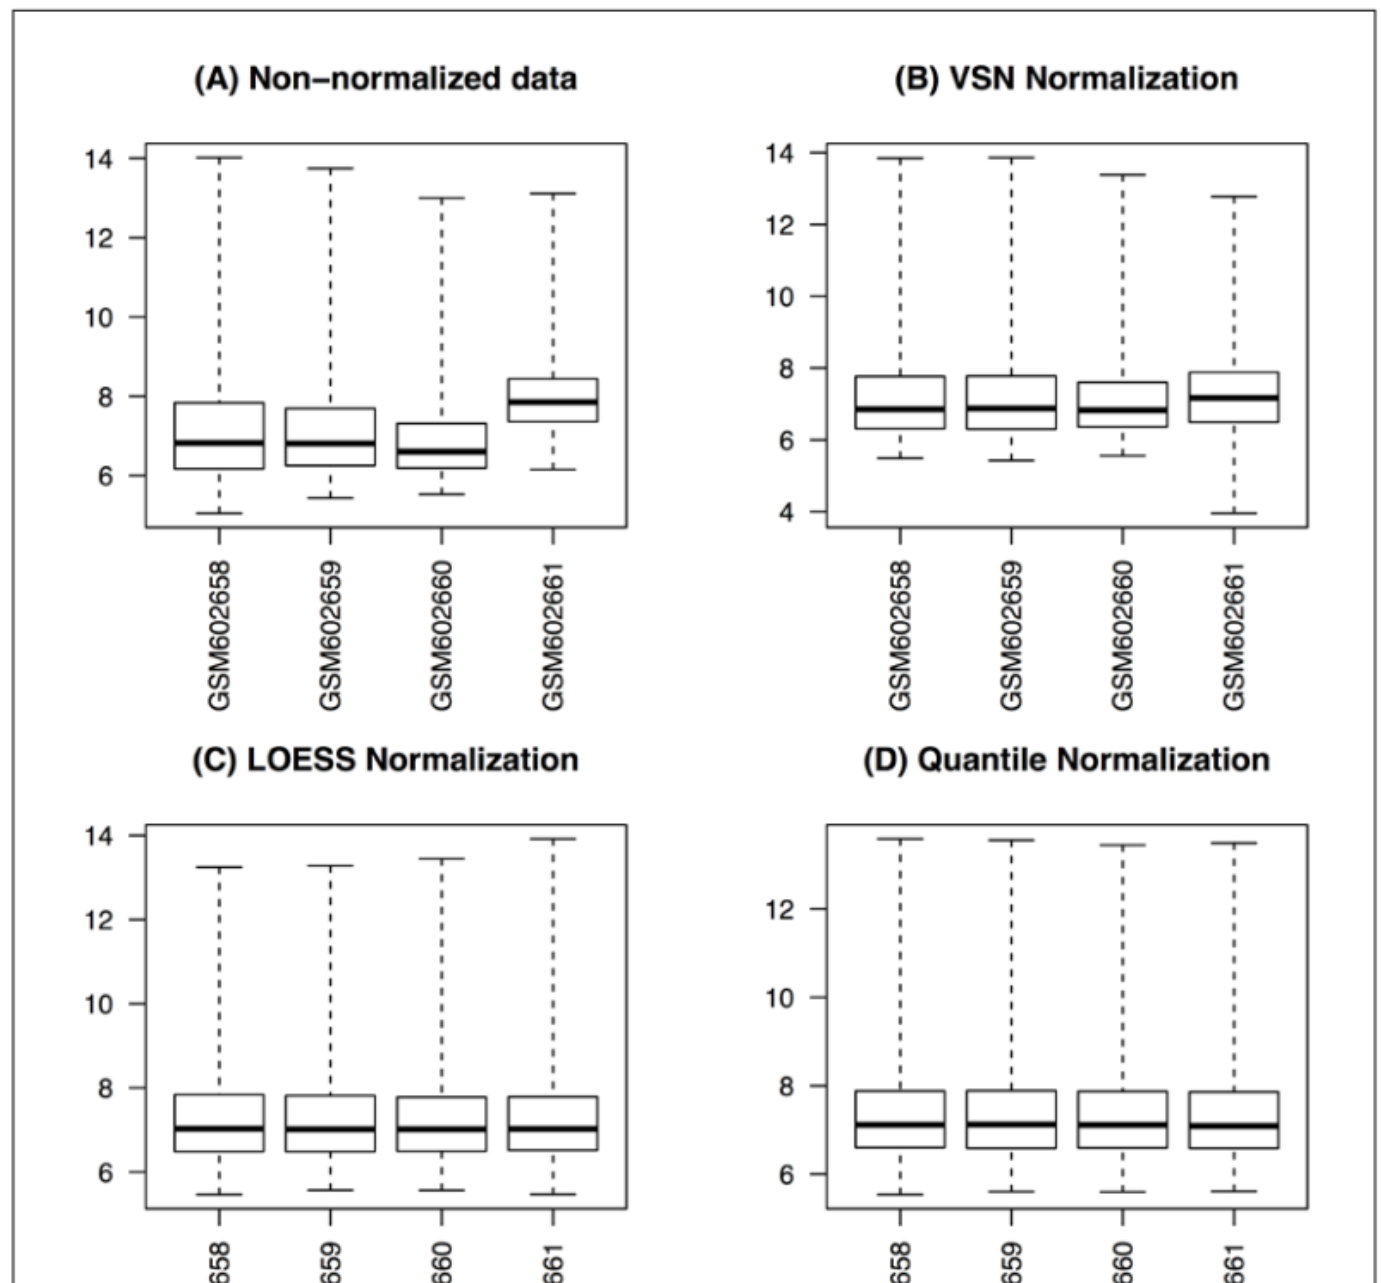 (A) Non−normalized data
14
12
10
8
6
GSM602658
GSM602659
GSM602660
GSM602661
(B) VSN Normalization
14
12
10
8
6
4
GSM602658
GSM602659
GSM602660
GSM602661
(C) LOESS Normalization
14
12
10
8
6
658
659
660
661
(D) Quantile Normalization
12
10
8
6
658
659
660
661